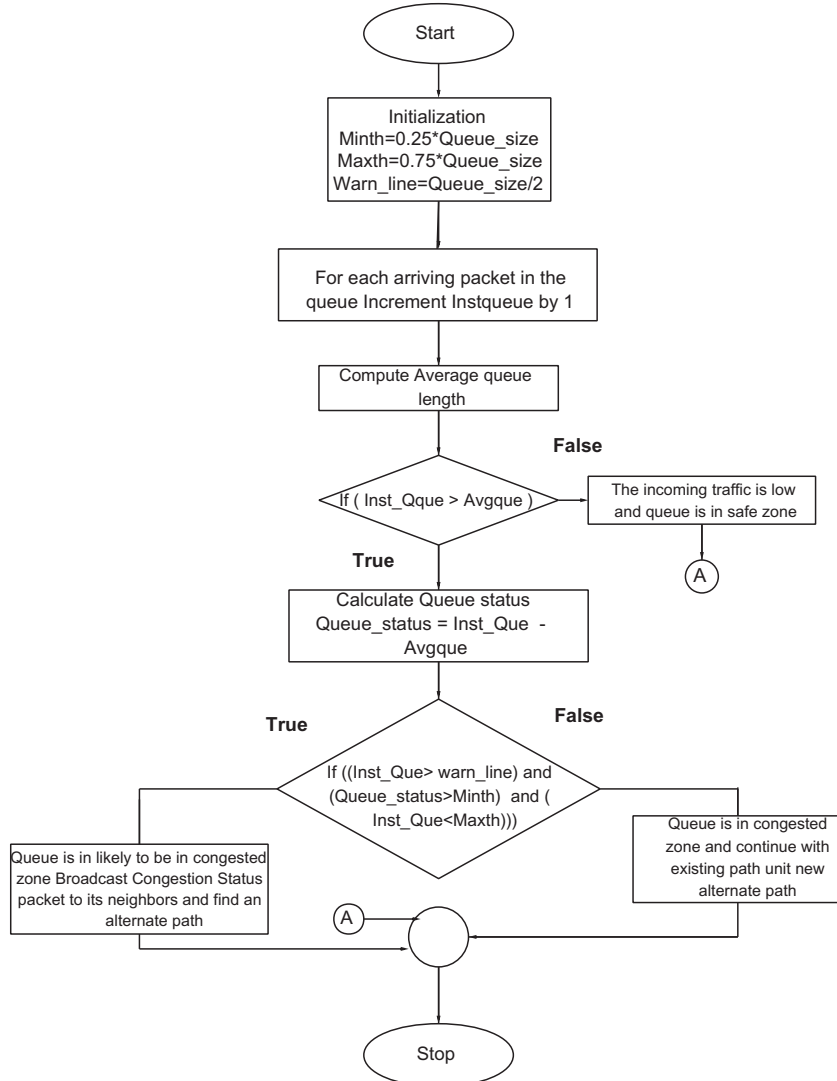 Start
Initialization
Minth=0.25*Queue_size
Maxth=0.75*Queue_size
Warn_line=Queue_size/2
For each arriving packet in the
queue Increment Instqueue by 1
Compute Average queue
length
False
If ( Inst_Qque > Avgque )
The incoming traffic is low
and queue is in safe zone
True
A
Calculate Queue status
Queue_status = Inst_Que -
Avgque
True
False
If ((Inst_Que> warn_line) and
(Queue_status>Minth) and (
Inst_Que<Maxth)))
Queue is in likely to be in congested
zone Broadcast Congestion Status
packet to its neighbors and find an
alternate path
Queue is in congested
zone and continue with
existing path unit new
alternate path
A
Stop